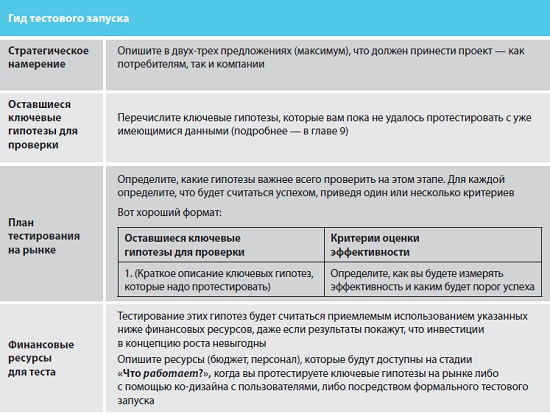 Гид тестового запуска
Стратегическое
намерение
Опишите в двух-трех предложениях (максимум), что должен принести проект — как
потребителям, так и компании
Оставшиеся
ключевые
гипотезы для
проверки
Перечислите ключевые гипотезы, которые вам пока не удалось протестировать с уже
имеющимися данными (подробнее — в главе 9)
План
тестирования
на рынке
Определите, какие гипотезы важнее всего проверить на этом этапе. Для каждой
определите, что будет считаться успехом, приведя один или несколько критериев
Вот хороший формат:
Оставшиеся ключевые
гипотезы для проверки
Критерии оценки
эффективности
1. (Краткое описание ключевых гипотез,
которые надо протестировать)
Определите, как вы будете измерять
эффективность и каким будет порог успеха
Финансовые
ресурсы
для теста
Тестирование этих гипотез будет считаться приемлемым использованием указанных
ниже финансовых ресурсов, даже если результаты покажут, что инвестиции
в концепцию роста невыгодны
Опишите ресурсы (бюджет, персонал), которые будут доступны на стадии
«Что работает?», когда вы протестируете ключевые гипотезы на рынке либо
с помощью ко-дизайна с пользователями, либо посредством формального тестового
запуска